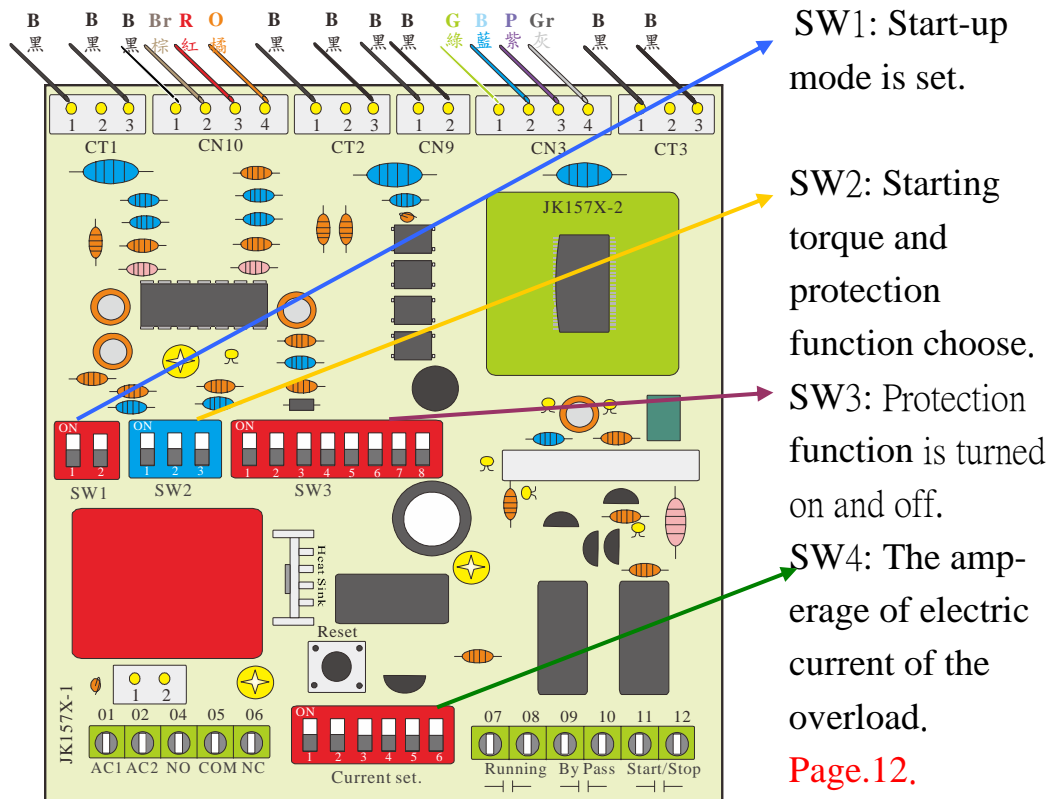 B B B Br R O B B B B G B P Gr B B
黑 黑 黑 棕 紅 橘 黑 黑 黑 黑 綠 藍 紫 灰 黑 黑
1 2 3 1 2 3 4 1 2 3 1 2 1 2 3 4 1 2 3
CT1 CN10 CT2 CN9 CN3 CT3
JK157X-2
ON ON ON
1 2 1 2 3 1 2 3 4 5 6 7 8
SW1 SW2 SW3
Heat Sink
Reset
1 2
JK157X-1
01 02 04 05 06
AC1 AC2 NO COM NC
ON
1 2 3 4 5 6
Current set.
07 08 09 10 11 12
Running By Pass Start/Stop
SW1: Start-up
mode is set.
SW2: Starting
torque and
protection
function choose.
SW3: Protection
function is turned
on and off.
SW4: The amp-
erage of electric
current of the
overload.
Page.12.